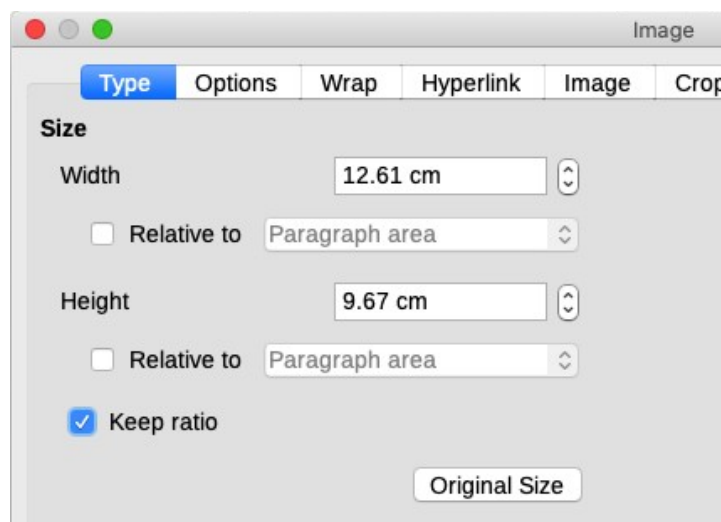 Image
Type Options Wrap Hyperlink Image Crop
Size
Width 12.61 cm
Relative to Paragraph area
Height 9.67 cm
Relative to Paragraph area
Keep ratio
Original Size